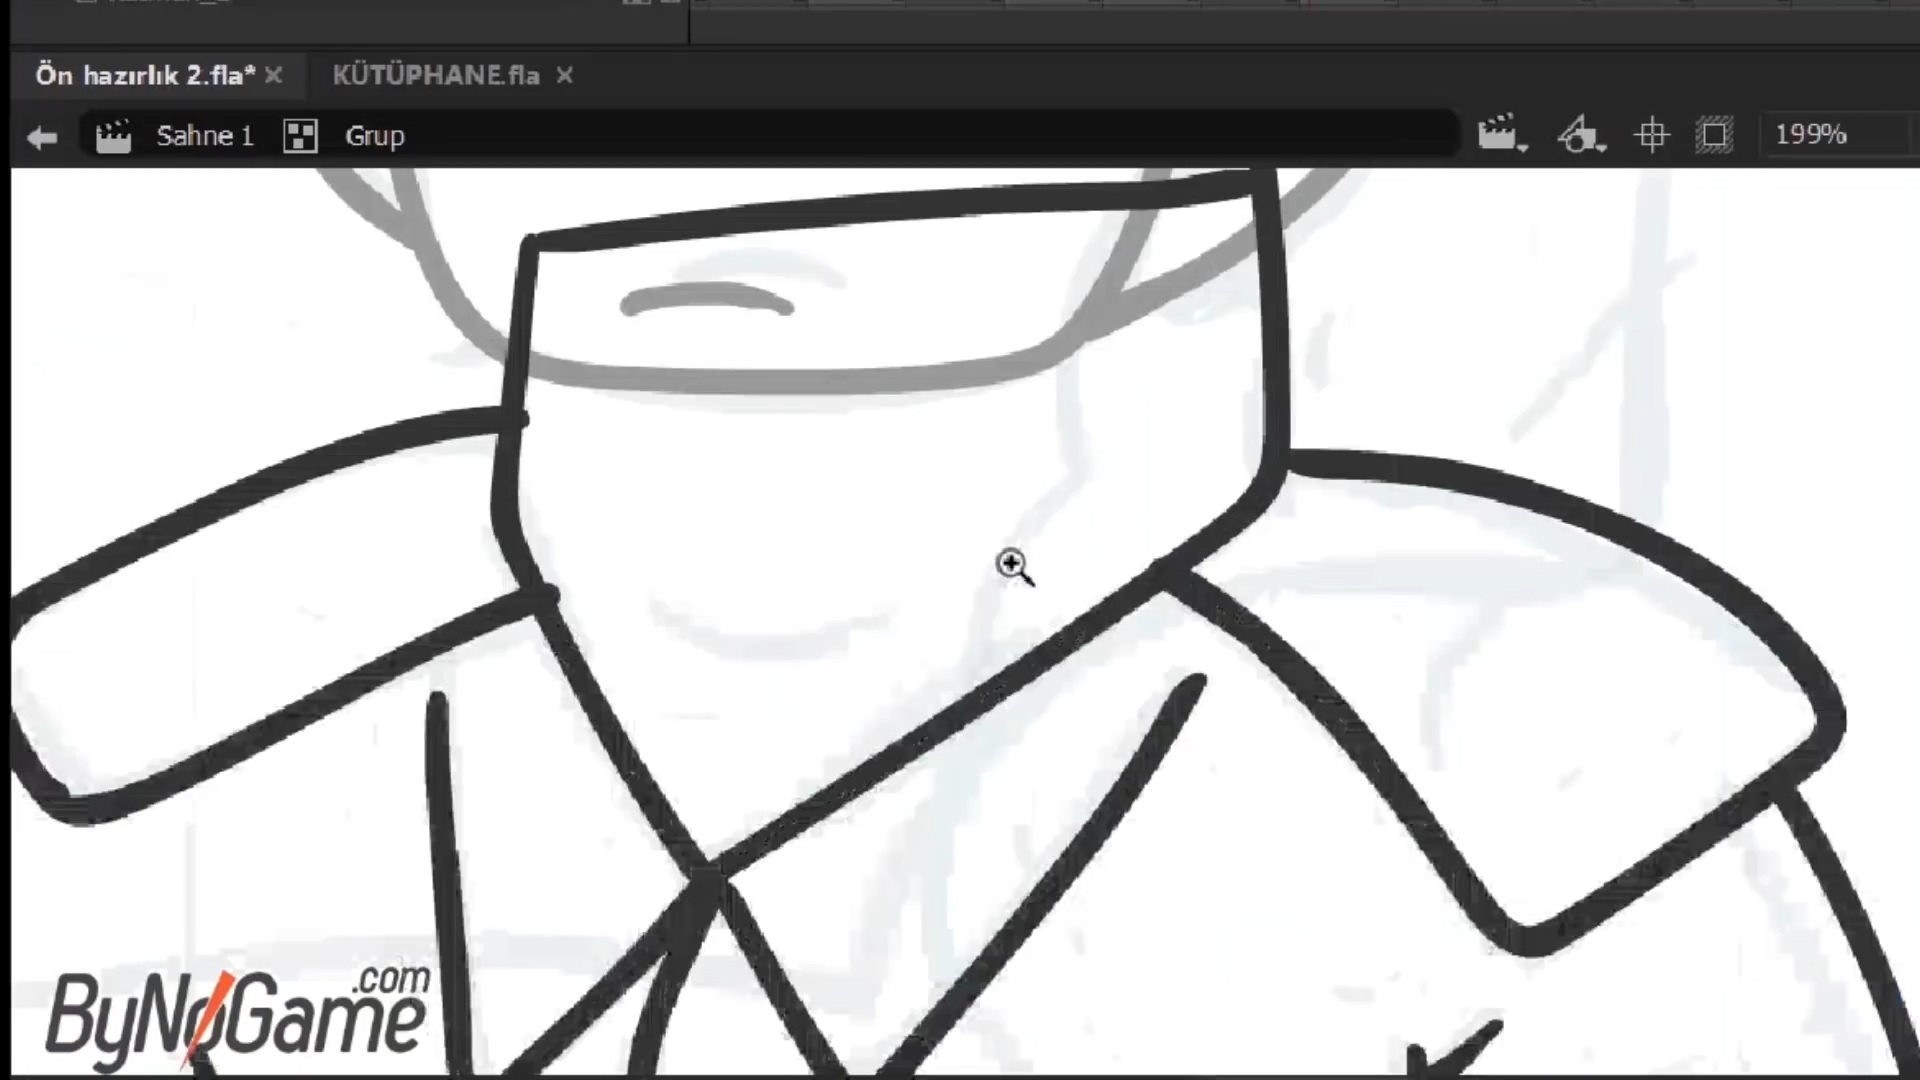 Ön hazırlık 2.fla*
KÜTÜPHANE.fla
Sahne 1
Grup
199%
ByNoGame.com